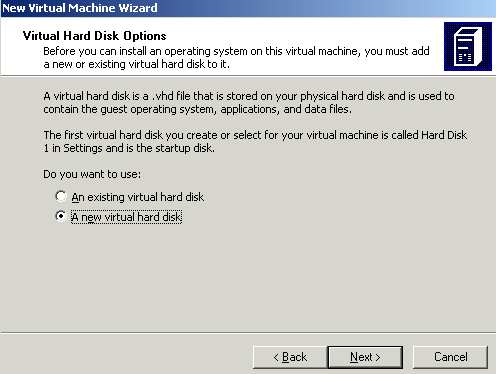 New Virtual Machine Wizard
Virtual Hard Disk Options
Before you can install an operating system on this virtual machine, you must add
a new or existing virtual hard disk to it.
A virtual hard disk is a .vhd file that is stored on your physical hard disk and is used to
contain the guest operating system, applications, and data files.
The first virtual hard disk you create or select for your virtual machine is called Hard Disk
1 in Settings and is the startup disk.
Do you want to use:
An existing virtual hard disk
A new virtual hard disk
< Back
Next >
Cancel